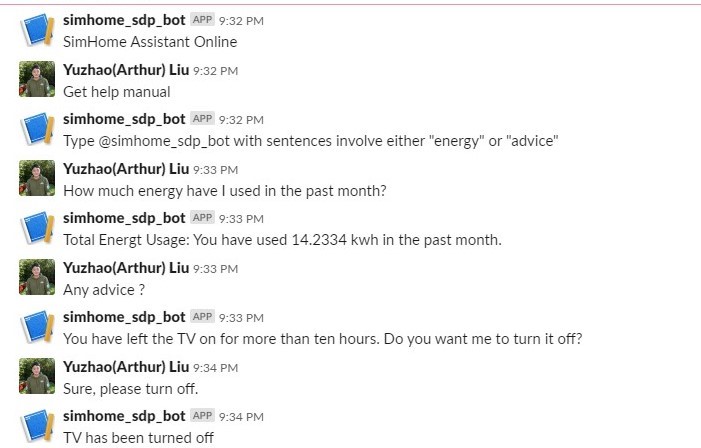 simhome_sdp_bot APP 9:32 PM
SimHome Assistant Online
Yuzhao(Arthur) Liu 9:32 PM
Get help manual
simhome_sdp_bot APP 9:32 PM
Type @simhome_sdp_bot with sentences involve either "energy" or "advice"
Yuzhao(Arthur) Liu 9:33 PM
How much energy have I used in the past month?
simhome_sdp_bot APP 9:33 PM
Total Energt Usage: You have used 14.2334 kwh in the past month.
Yuzhao(Arthur) Liu 9:33 PM
Any advice ?
simhome_sdp_bot APP 9:33 PM
You have left the TV on for more than ten hours. Do you want me to turn it off?
Yuzhao(Arthur) Liu 9:34 PM
Sure, please turn off.
simhome_sdp_bot APP 9:34 PM
TV has been turned off